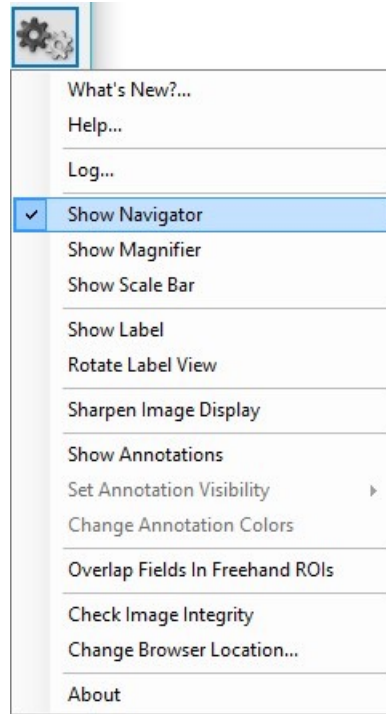 What's New?...
Help...
Log...
Show Navigator
Show Magnifier
Show Scale Bar
Show Label
Rotate Label View
Sharpen Image Display
Show Annotations
Set Annotation Visibility
Change Annotation Colors
Overlap Fields In Freehand ROIs
Check Image Integrity
Change Browser Location...
About